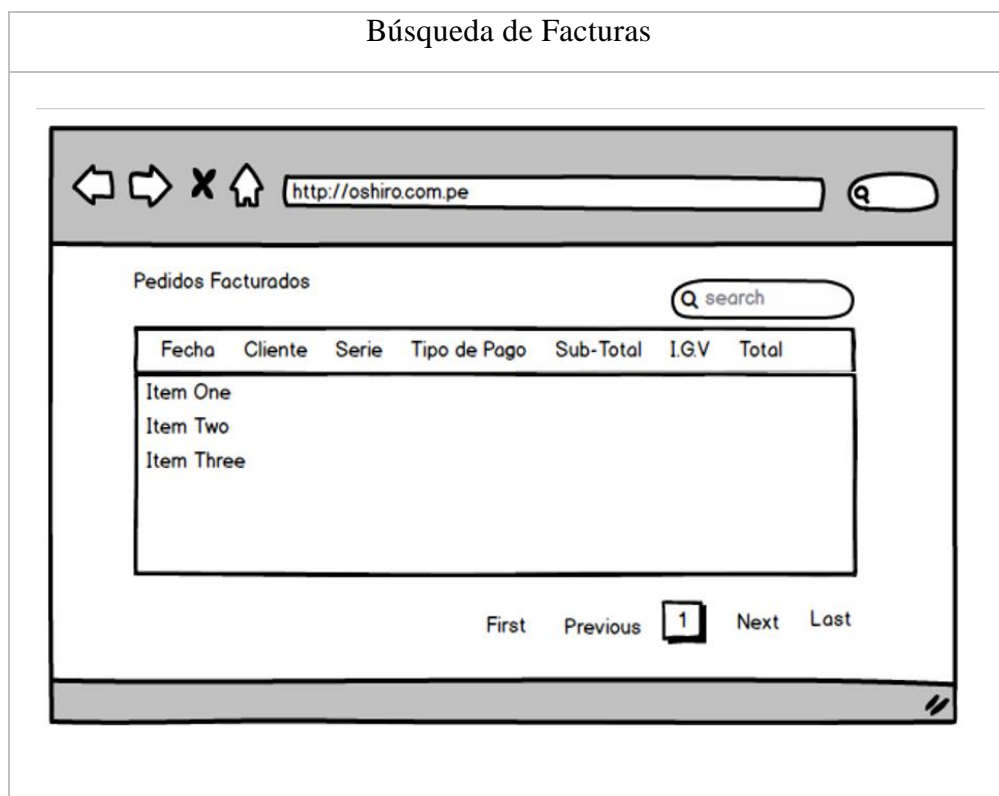 Búsqueda de Facturas
http://oshiro.com.pe
Pedidos Facturados
search
Fecha Cliente Serie Tipo de Pago Sub-Total I.G.V Total
Item One
Item Two
Item Three
First Previous 1 Next Last